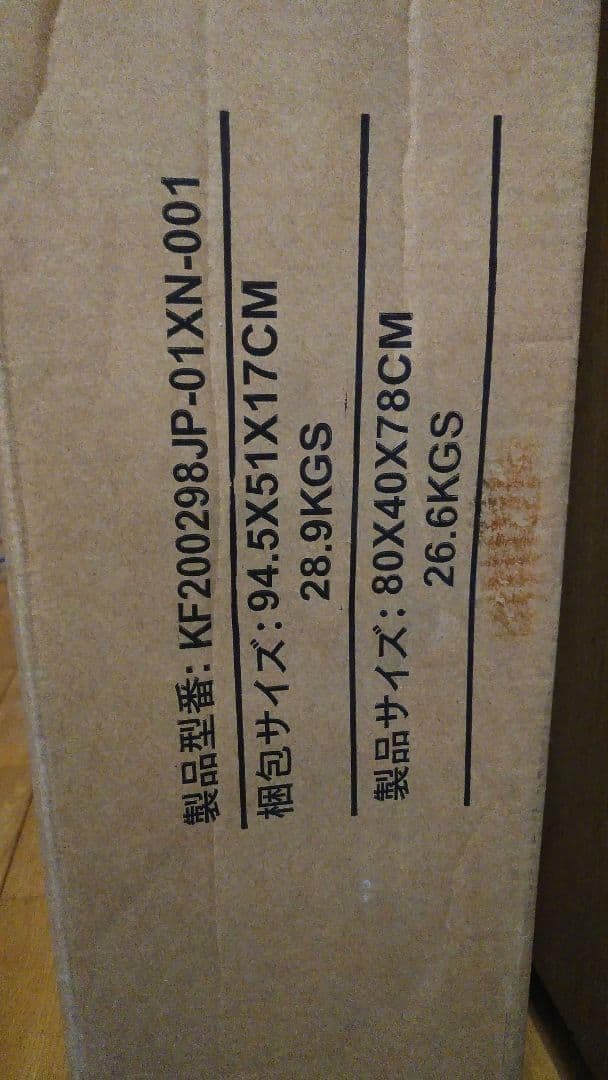 製品型番: KF200298JP-01XN-001
梱包サイズ: 94.5X51X17CM
28.9KGS
製品サイズ: 80X40X78CM
26.6KGS